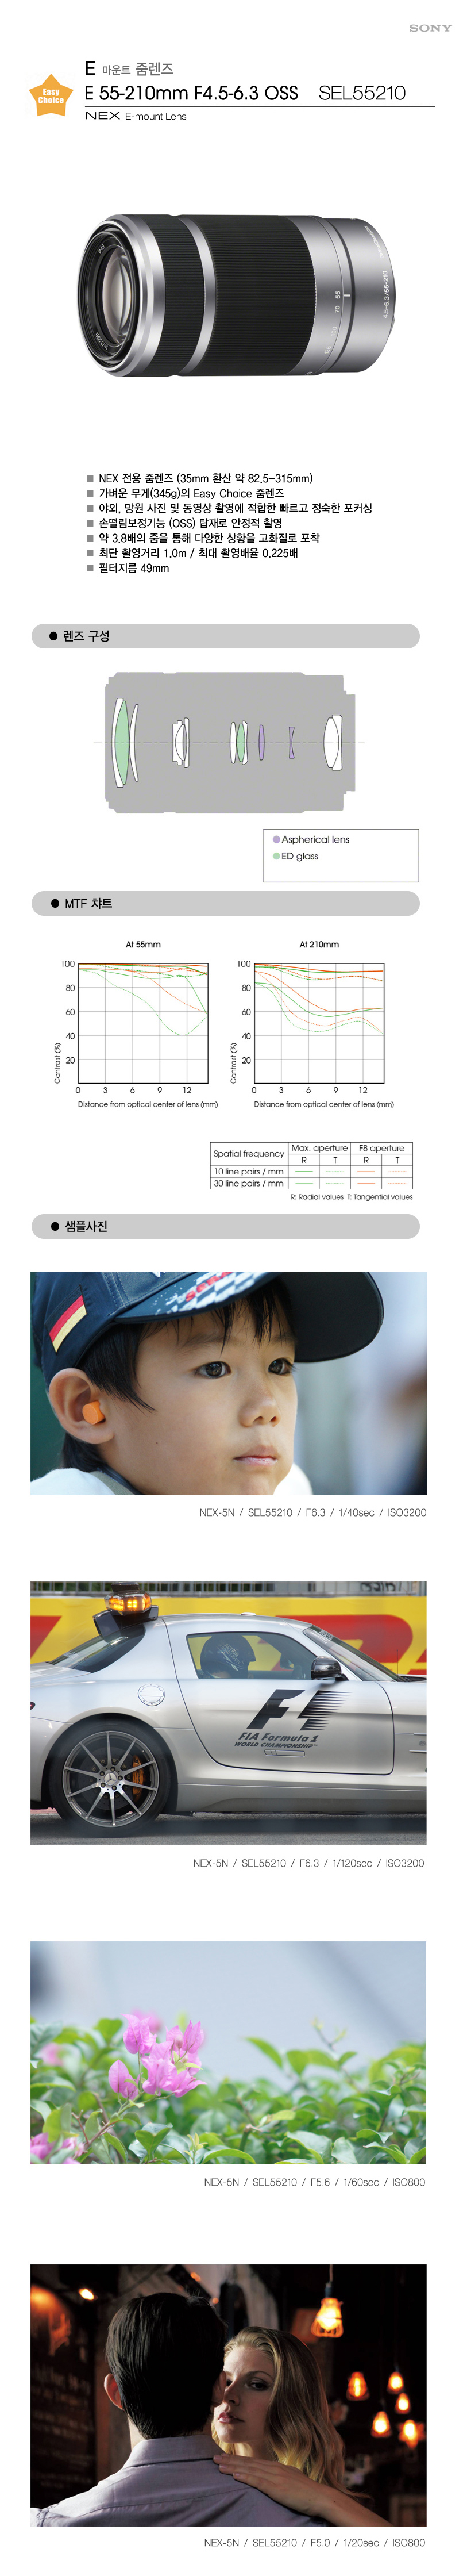 SONY
E 마운트 줌렌즈
Easy
Choice
E 55-210mm F4.5-6.3 OSS SEL55210
NEX E-mount Lens
55
70
4.5-6.3/55-210
■ NEX 전용 줌렌즈 (35mm 환산 약 82.5-315mm)
■ 가벼운 무게(345g)의 Easy Choice 줌렌즈
■ 야외, 망원 사진 및 동영상 촬영에 적합한 빠르고 정숙한 포커싱
■ 손떨림보정기능 (OSS) 탑재로 안정적 촬영
■ 약 3.8배의 줌을 통해 다양한 상황을 고화질로 포착
■ 최단 촬영거리 1.0m / 최대 촬영배율 0.225배
■ 필터지름 49mm
● 렌즈 구성
Aspherical lens
ED glass
● MTF 챠트
At 55mm
100
80
60
40
20
Contrast (%)
0 3 6 9 12
Distance from optical center of lens (mm)
At 210mm
100
80
60
40
20
Contrast (%)
0 3 6 9 12
Distance from optical center of lens (mm)
Spatial frequency Max. aperture F8 aperture
R T R T
10 line pairs / mm
30 line pairs / mm
R: Radial values T: Tangential values
● 샘플사진
NEX-5N / SEL55210 / F6.3 / 1/40sec / ISO3200
F1
FIA Formula 1
WORLD CHAMPIONSHIP
NEX-5N / SEL55210 / F6.3 / 1/120sec / ISO3200
NEX-5N / SEL55210 / F5.6 / 1/60sec / ISO800
NEX-5N / SEL55210 / F5.0 / 1/20sec / ISO800